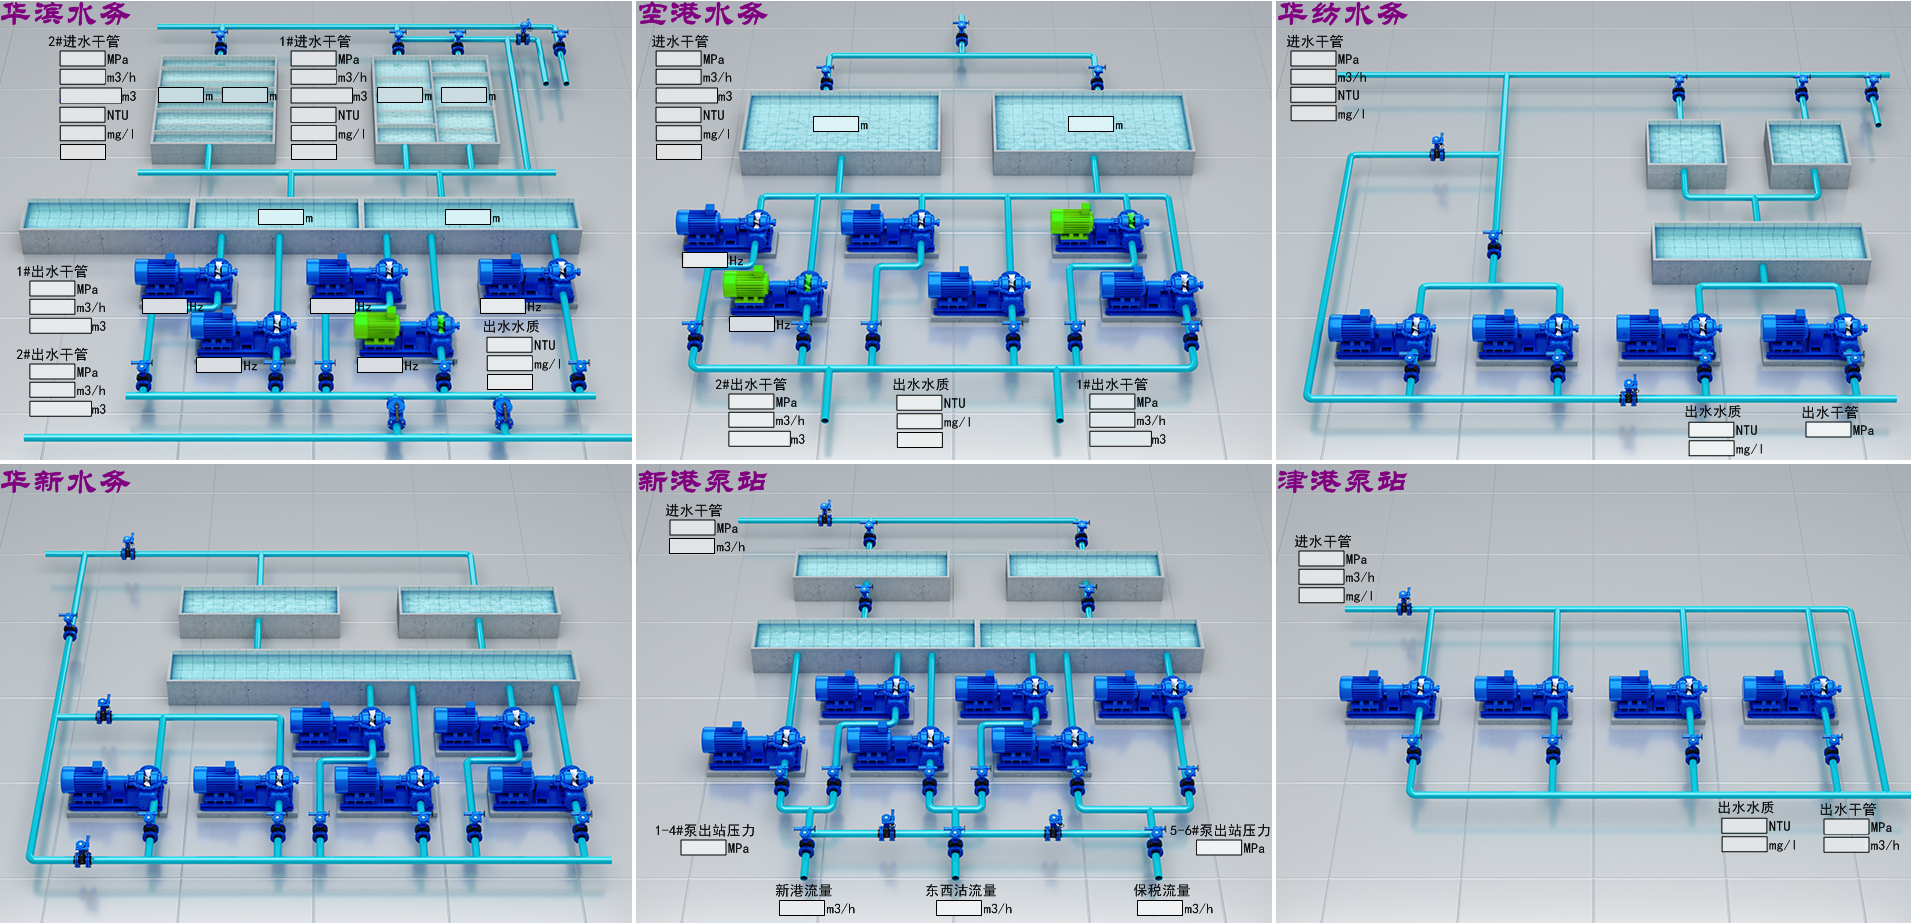 华滨水务
2#进水干管
MPa
m3/h
m3
NTU
mg/l
1#进水干管
MPa
m3/h
m3
NTU
mg/l
m
m
m
m
m
m
1#出水干管
MPa
m3/h
m3
2#出水干管
MPa
m3/h
m3
Hz
Hz
Hz
Hz
Hz
出水水质
NTU
mg/l
空港水务
进水干管
MPa
m3/h
m3
NTU
mg/l
m
m
Hz
Hz
2#出水干管
MPa
m3/h
m3
出水水质
NTU
mg/l
1#出水干管
MPa
m3/h
m3
华纺水务
进水干管
MPa
m3/h
NTU
mg/l
出水水质
NTU
mg/l
出水干管
MPa
华新水务
新港泵站
进水干管
MPa
m3/h
1-4#泵出站压力
MPa
5-6#泵出站压力
MPa
新港流量
m3/h
东西沽流量
m3/h
保税流量
m3/h
津港泵站
进水干管
MPa
m3/h
mg/l
出水水质
NTU
mg/l
出水干管
MPa
m3/h